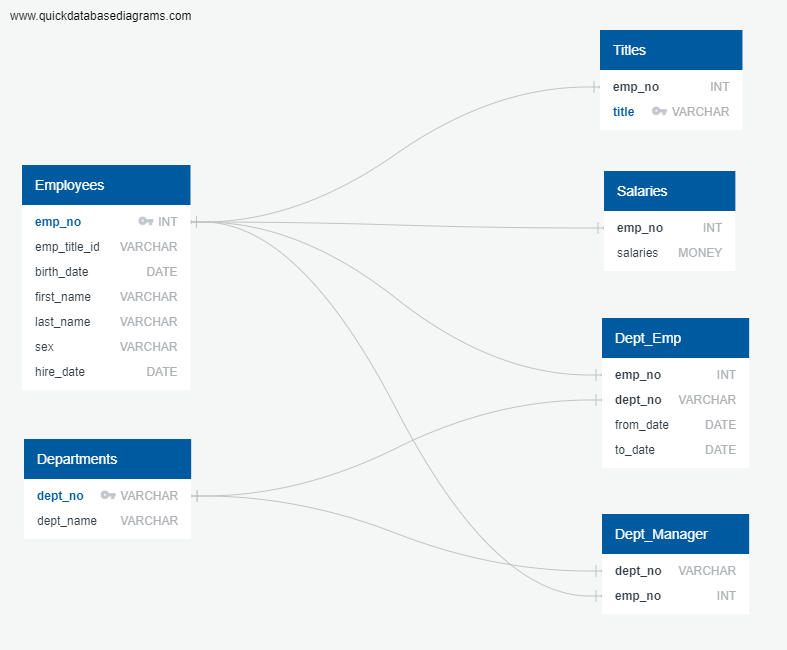 www.quickdatabasediagrams.com
Titles
emp_no INT
title VARCHAR
Employees
emp_no INT
emp_title_id VARCHAR
birth_date DATE
first_name VARCHAR
last_name VARCHAR
sex VARCHAR
hire_date DATE
Salaries
emp_no INT
salaries MONEY
Dept_Emp
emp_no INT
dept_no VARCHAR
from_date DATE
to_date DATE
Departments
dept_no VARCHAR
dept_name VARCHAR
Dept_Manager
dept_no VARCHAR
emp_no INT